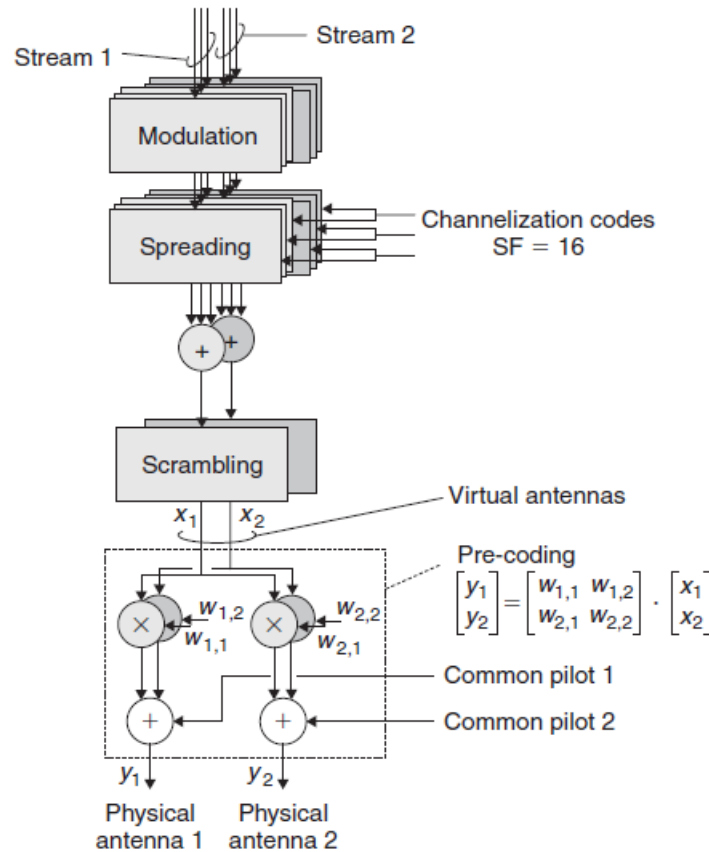 Stream 1
Stream 2
Modulation
Spreading
Channelization codes
SF = 16
+
+
Scrambling
x1
x2
Virtual antennas
Pre-coding
[y1 y2] = [w1,1 w1,2 w2,1 w2,2] · [x1 x2]
×
w1,2
w1,1
×
w2,2
w2,1
Common pilot 1
+
+
Common pilot 2
y1
y2
Physical
antenna 1
Physical
antenna 2